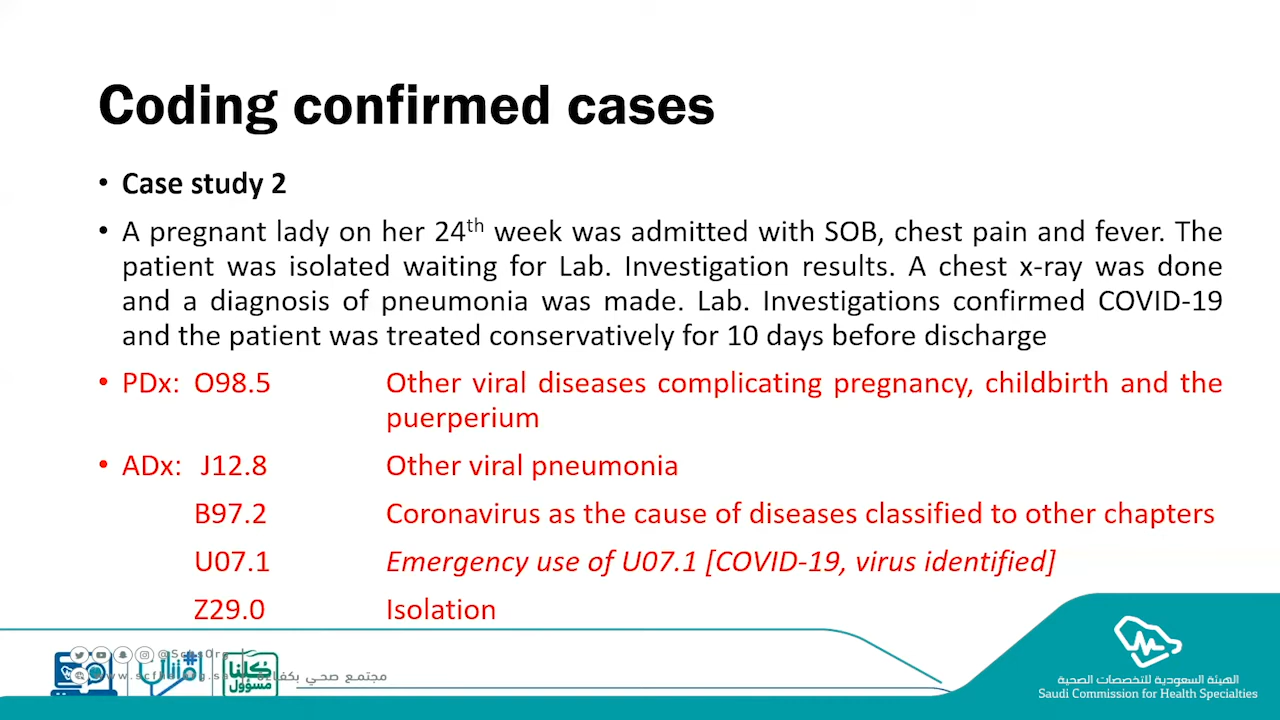 Coding confirmed cases
• Case study 2
• A pregnant lady on her 24th week was admitted with SOB, chest pain and fever. The
patient was isolated waiting for Lab. Investigation results. A chest x-ray was done
and a diagnosis of pneumonia was made. Lab. Investigations confirmed COVID-19
and the patient was treated conservatively for 10 days before discharge
• PDx: O98.5 Other viral diseases complicating pregnancy, childbirth and the
puerperium
• ADx: J12.8 Other viral pneumonia
B97.2 Coronavirus as the cause of diseases classified to other chapters
U07.1 Emergency use of U07.1 [COVID-19, virus identified]
Z29.0 Isolation
كلنا
مسؤول
مجتمع صحي
الهيئة السعودية للتخصصات الصحية
Saudi Commission for Health Specialties